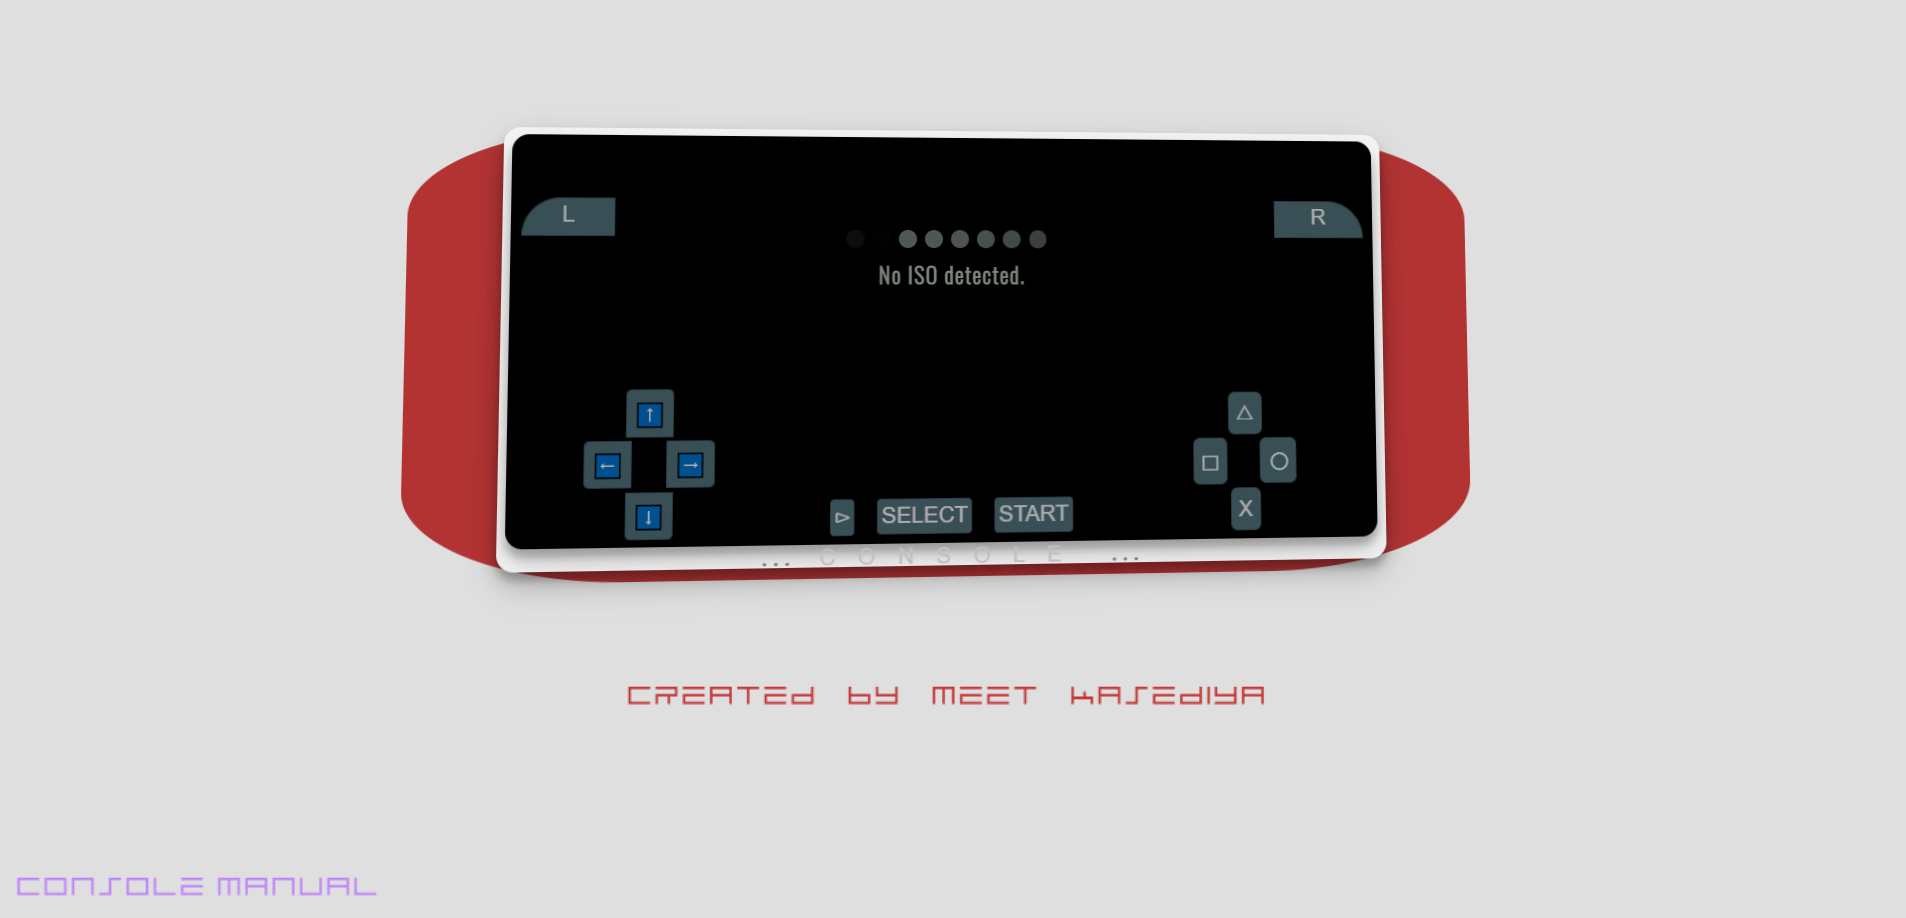 L
R
No ISO detected.
↑
← →
↓
△
□ ○
X
▷ SELECT START
... CONSOLE ...
CREATED by MEET KASEDIYA
CONSOLE MANUAL